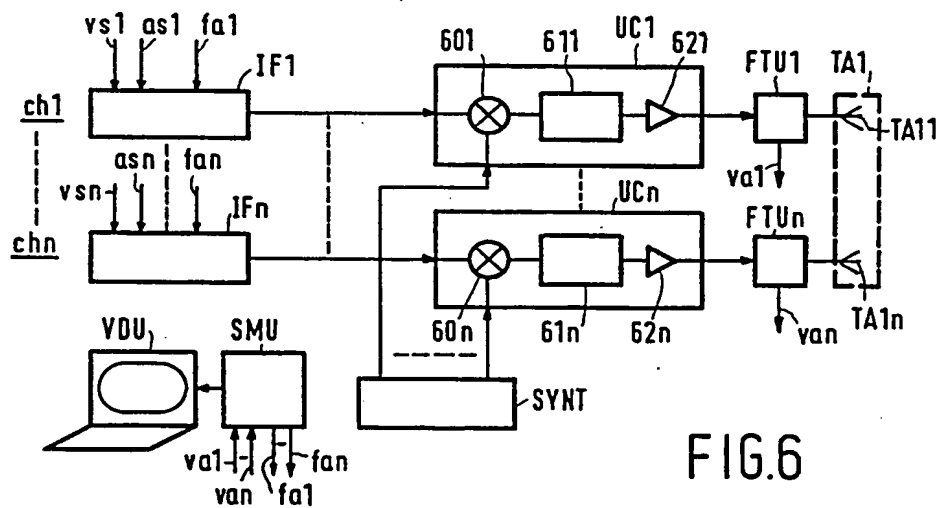 vs1 as1 fa1 IF1
ch1
601 611 UC1 621
FTU1 TA1
TA11
va1
vsn asn fan IFn
chn
UCn
FTUn
60n 61n 62n
van TA1n
VDU SMU
SYNT
va1 van fa1 fan
FIG.6